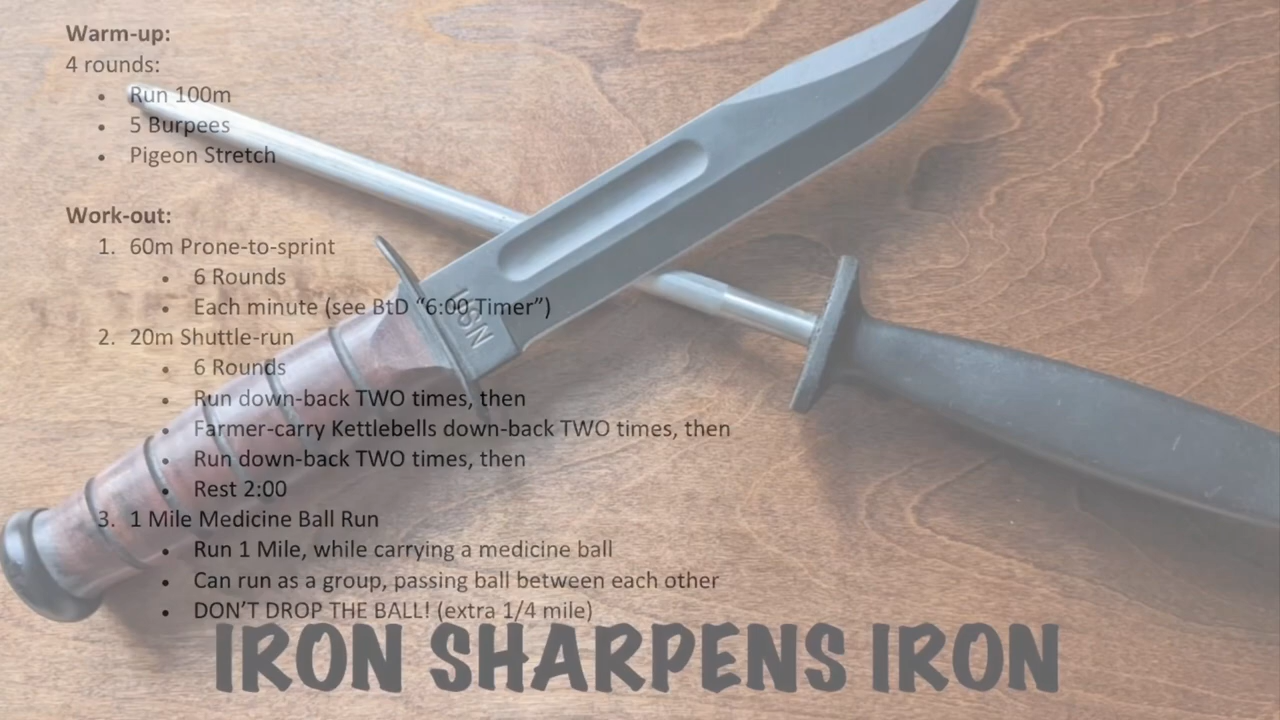 Warm-up:
4 rounds:
• Run 100m
• 5 Burpees
• Pigeon Stretch
Work-out:
1. 60m Prone-to-sprint
• 6 Rounds
• Each minute (see BtD “6:00 Timer”)
2. 20m Shuttle-run
• 6 Rounds
• Run down-back TWO times, then
• Farmer-carry Kettlebells down-back TWO times, then
• Run down-back TWO times, then
• Rest 2:00
3. 1 Mile Medicine Ball Run
• Run 1 Mile, while carrying a medicine ball
• Can run as a group, passing ball between each other
• DON’T DROP THE BALL! (extra 1/4 mile)
IRON SHARPENS IRON